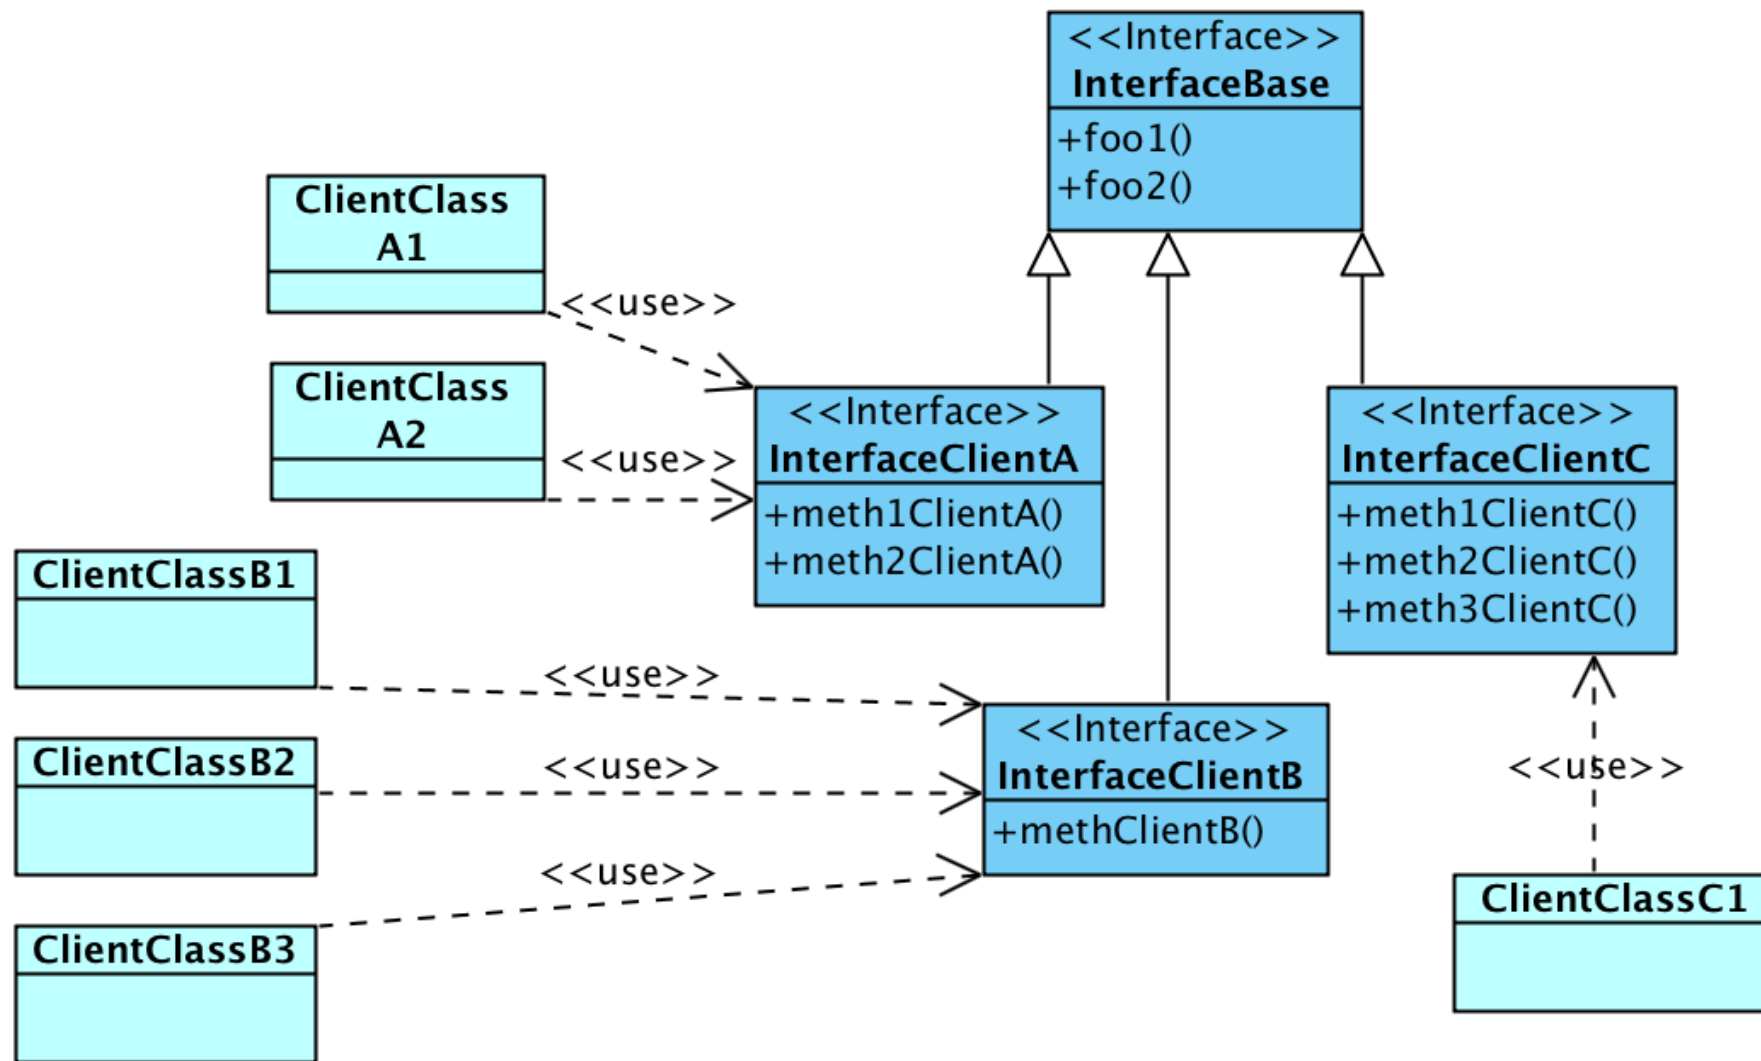 <<Interface>>
InterfaceBase
+foo1()
+foo2()
ClientClass
A1
<<use>>
ClientClass
A2
<<use>>
<<Interface>>
InterfaceClientA
+meth1ClientA()
+meth2ClientA()
<<Interface>>
InterfaceClientC
+meth1ClientC()
+meth2ClientC()
+meth3ClientC()
ClientClassB1
<<use>>
ClientClassB2
<<use>>
ClientClassB3
<<use>>
<<Interface>>
InterfaceClientB
+methClientB()
<<use>>
ClientClassC1